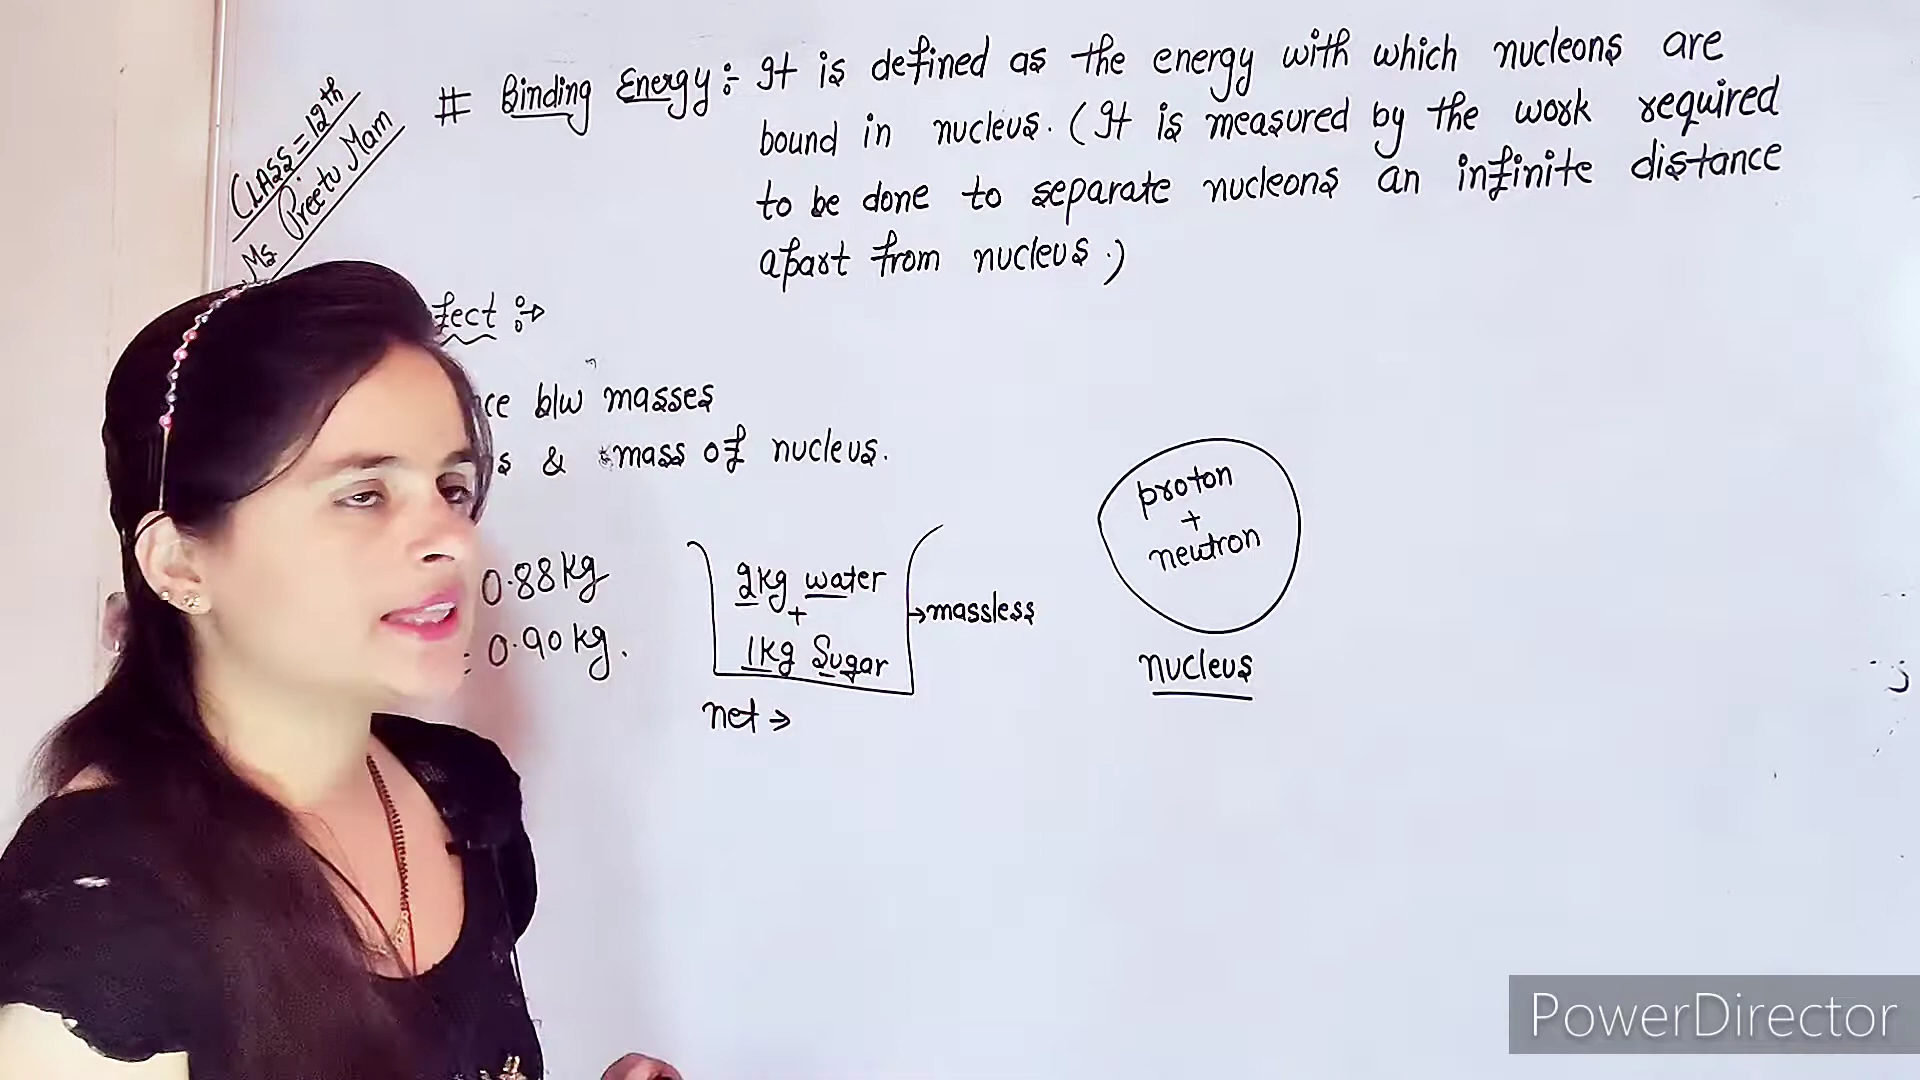 CLASS = 12th
Ms. Preetu Mam
# Binding Energy :- It is defined as the energy with which nucleons are
bound in nucleus. (It is measured by the work required
to be done to separate nucleons an infinite distance
apart from nucleus.)
fect :→
ce b/w masses
s & mass of nucleus.
0.88 kg
= 0.90 kg.
2kg water
+
1kg Sugar
→ massless
net →
proton
+
neutron
nucleus
PowerDirector